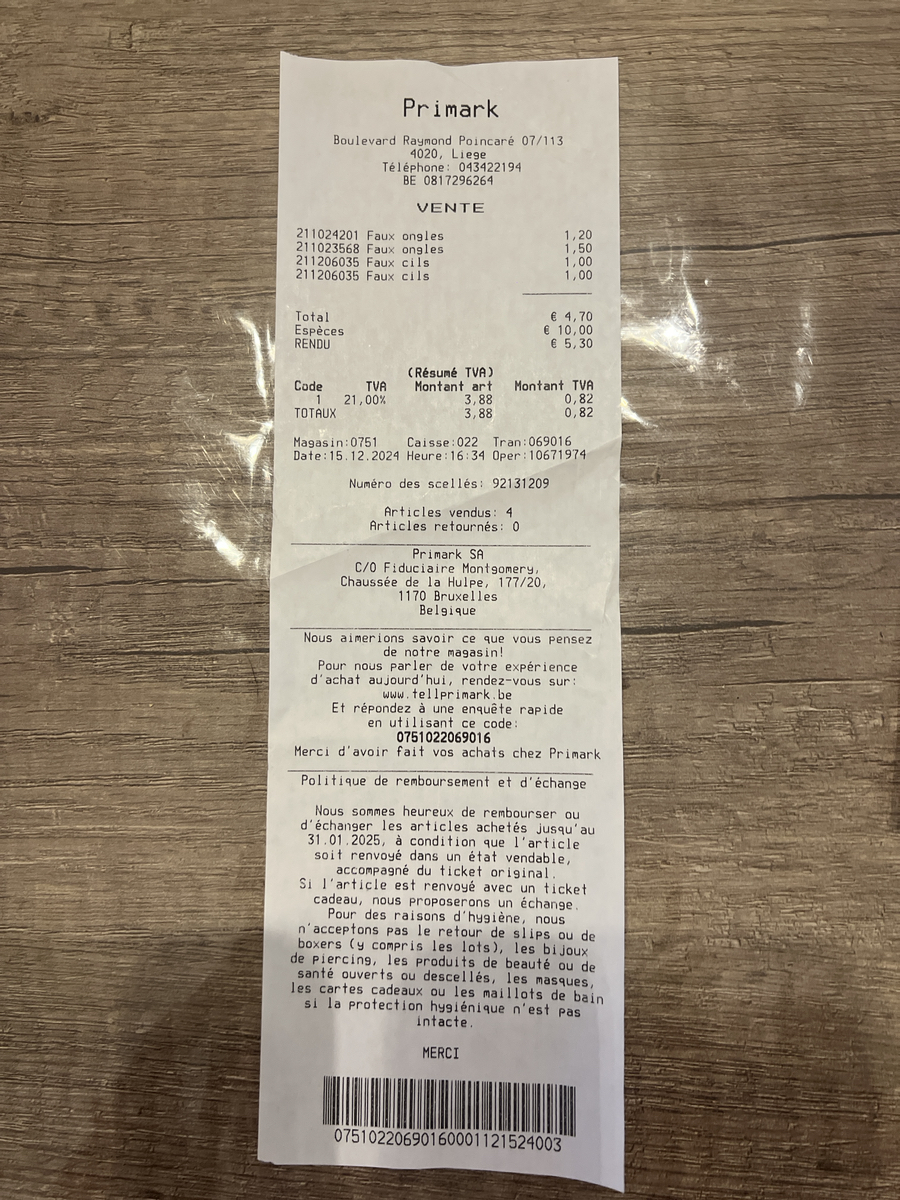 Primark
Boulevard Raymond Poincaré 07/113
4020, Liege
Téléphone: 043422194
BE 0817296264
VENTE
211024201 Faux ongles 1,20
211023568 Faux ongles 1,50
211206035 Faux cils 1,00
211206035 Faux cils 1,00
Total € 4,70
Espèces € 10,00
RENDU € 5,30
(Résumé TVA)
Code TVA Montant art Montant TVA
1 21,00% 3,88 0,82
TOTAUX 3,88 0,82
Magasin:0751 Caisse:022 Tran:069016
Date:15.12.2024 Heure:16:34 Oper:10671974
Numéro des scellés: 92131209
Articles vendus: 4
Articles retournés: 0
Primark SA
C/O Fiduciaire Montgomery,
Chaussée de la Hulpe, 177/20,
1170 Bruxelles
Belgique
Nous aimerions savoir ce que vous pensez
de notre magasin!
Pour nous parler de votre expérience
d'achat aujourd'hui, rendez-vous sur:
www.tellprimark.be
Et répondez à une enquête rapide
en utilisant ce code:
0751022069016
Merci d'avoir fait vos achats chez Primark
Politique de remboursement et d'échange
Nous sommes heureux de rembourser ou
d'échanger les articles achetés jusqu'au
31.01.2025, à condition que l'article
soit renvoyé dans un état vendable,
accompagné du ticket original.
Si l'article est renvoyé avec un ticket
cadeau, nous proposerons un échange.
Pour des raisons d'hygiène, nous
n'acceptons pas le retour de slips ou de
boxers (y compris les lots), les bijoux
de piercing, les produits de beauté ou de
santé ouverts ou descellés, les masques,
les cartes cadeaux ou les maillots de bain
si la protection hygiénique n'est pas
intacte.
MERCI
07510220690160001121524003